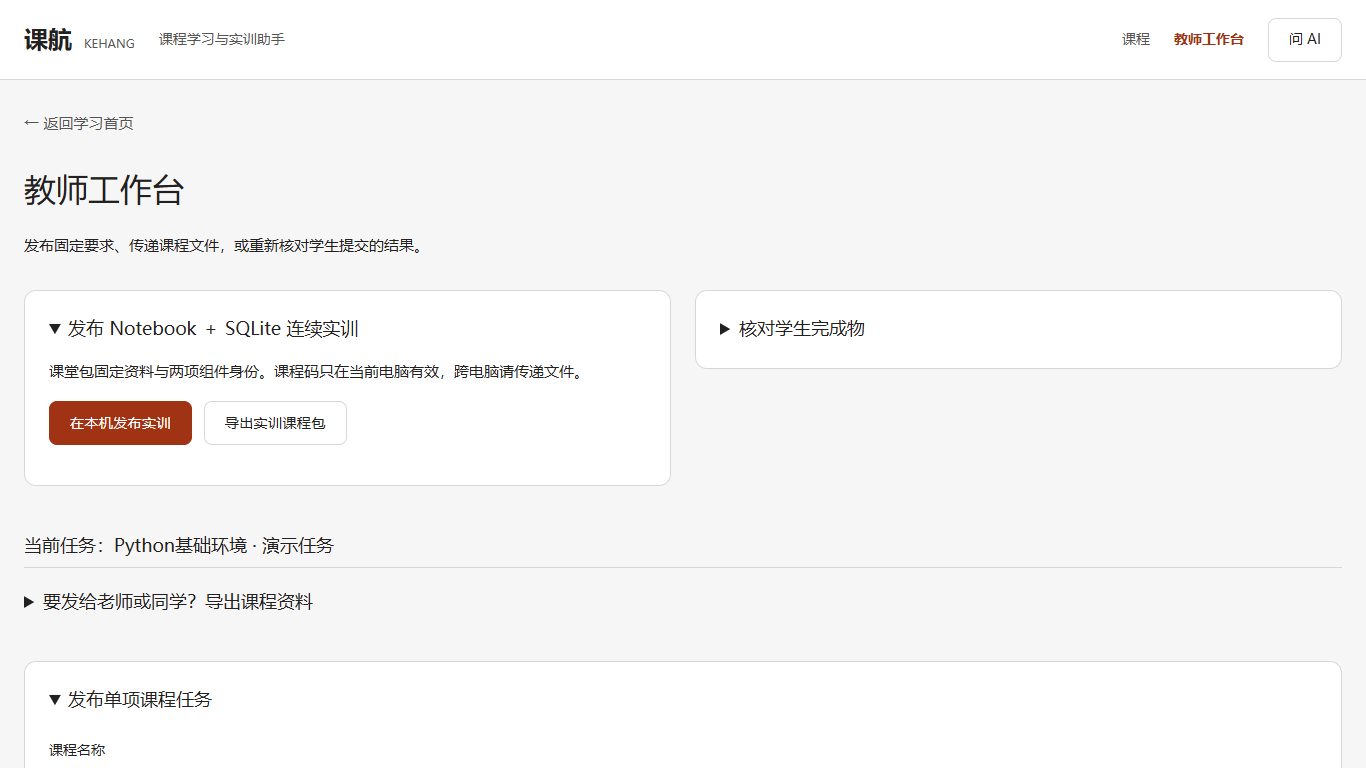 课航 KEHANG 课程学习与实训助手 课程 教师工作台 问 AI
← 返回学习首页
教师工作台
发布固定要求、传递课程文件，或重新核对学生提交的结果。
▼ 发布 Notebook + SQLite 连续实训
课堂包固定资料与两项组件身份。课程码只在当前电脑有效，跨电脑请传递文件。
在本机发布实训 导出实训课程包
▶ 核对学生完成物
当前任务：Python基础环境 · 演示任务
▶ 要发给老师或同学？导出课程资料
▼ 发布单项课程任务
课程名称